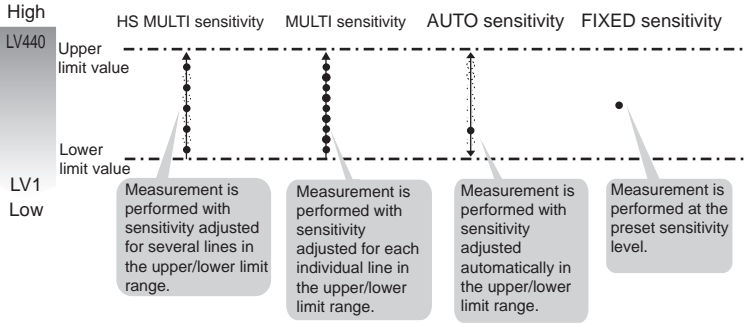 High
LV440
LV1
Low
Upper
limit value
Lower
limit value
HS MULTI sensitivity
MULTI sensitivity
AUTO sensitivity
FIXED sensitivity
Measurement is
performed with
sensitivity adjusted
for several lines in
the upper/lower limit
range.
Measurement is
performed with
sensitivity
adjusted for each
individual line in
the upper/lower
limit range.
Measurement is
performed with
sensitivity
adjusted
automatically in
the upper/lower
limit range.
Measurement is
performed at the
preset sensitivity
level.